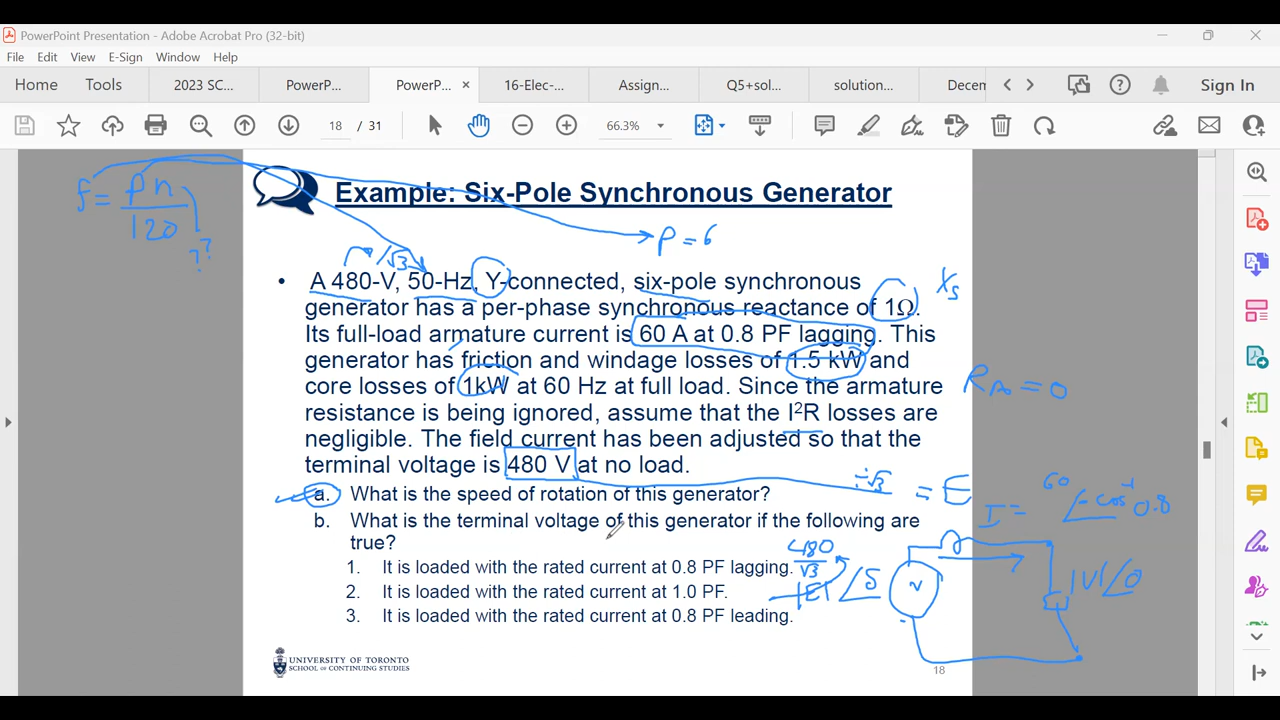 PowerPoint Presentation - Adobe Acrobat Pro (32-bit)
File Edit View E-Sign Window Help
Home Tools 2023 SC... PowerP... PowerP... × 16-Elec-... Assign... Q5+sol... solution... Decem Sign In
18 / 31 66.3%
f = Pn
120
??
Example: Six-Pole Synchronous Generator
P = 6
/√3
Xs
• A 480-V, 50-Hz, Y-connected, six-pole synchronous
generator has a per-phase synchronous reactance of 1Ω.
Its full-load armature current is 60 A at 0.8 PF lagging. This
generator has friction and windage losses of 1.5 kW and
core losses of 1kW at 60 Hz at full load. Since the armature
RA = 0
resistance is being ignored, assume that the I²R losses are
negligible. The field current has been adjusted so that the
terminal voltage is 480 V at no load.
÷√3 = E
a. What is the speed of rotation of this generator?
I = 60 /-cos⁻¹ 0.8
b. What is the terminal voltage of this generator if the following are
true?
480
√3
1. It is loaded with the rated current at 0.8 PF lagging.
|E| /δ
~
|V| /0
2. It is loaded with the rated current at 1.0 PF.
3. It is loaded with the rated current at 0.8 PF leading.
UNIVERSITY OF TORONTO
SCHOOL OF CONTINUING STUDIES
18